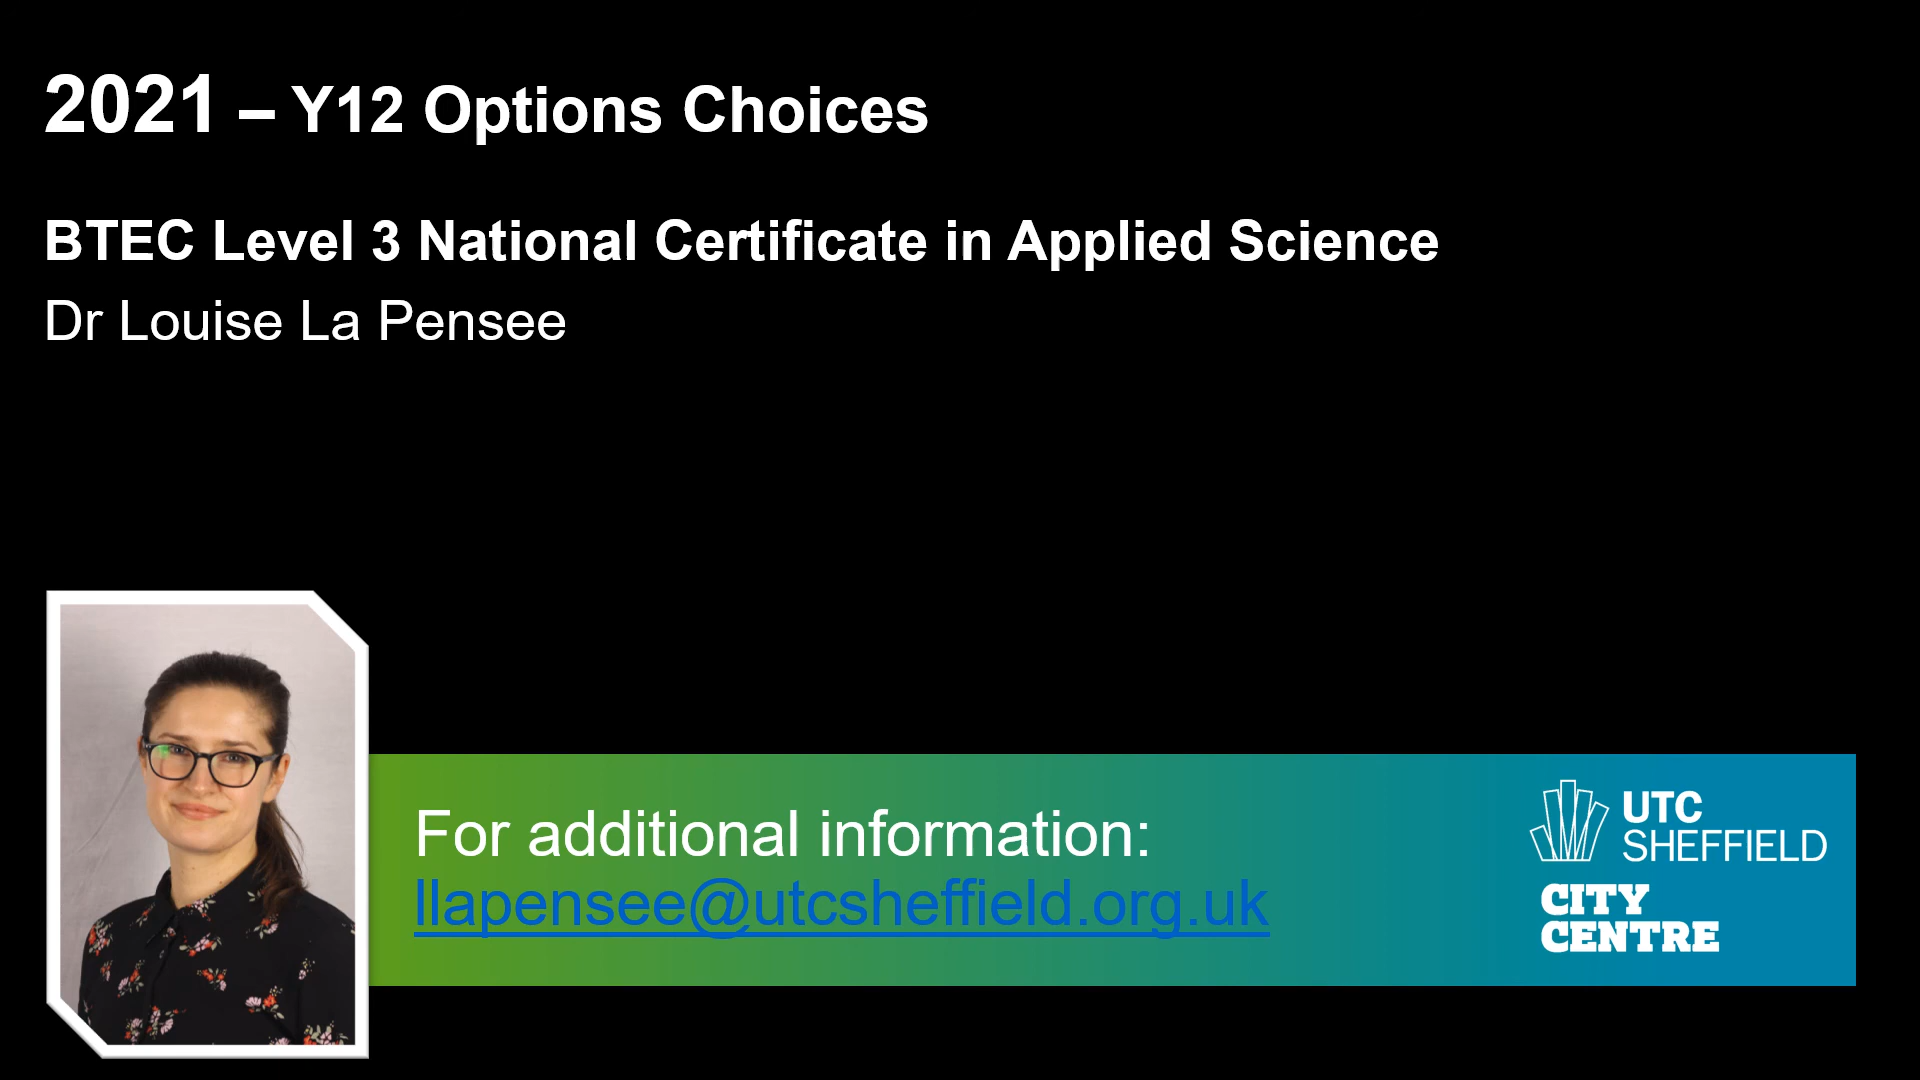 2021 – Y12 Options Choices
BTEC Level 3 National Certificate in Applied Science
Dr Louise La Pensee
For additional information:
llapensee@utcsheffield.org.uk
UTC
SHEFFIELD
CITY
CENTRE